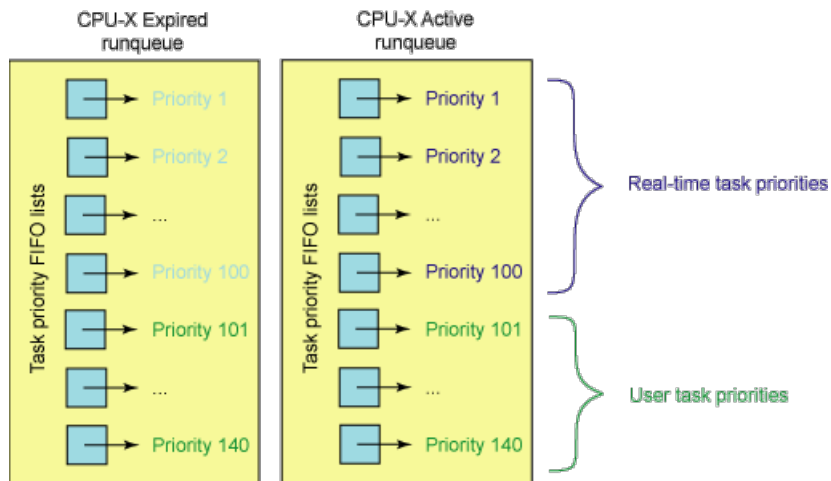 CPU-X Expired
runqueue
Task priority FIFO lists
Priority 1
Priority 2
...
Priority 100
Priority 101
...
Priority 140
CPU-X Active
runqueue
Task priority FIFO lists
Priority 1
Priority 2
...
Priority 100
Priority 101
...
Priority 140
Real-time task priorities
User task priorities